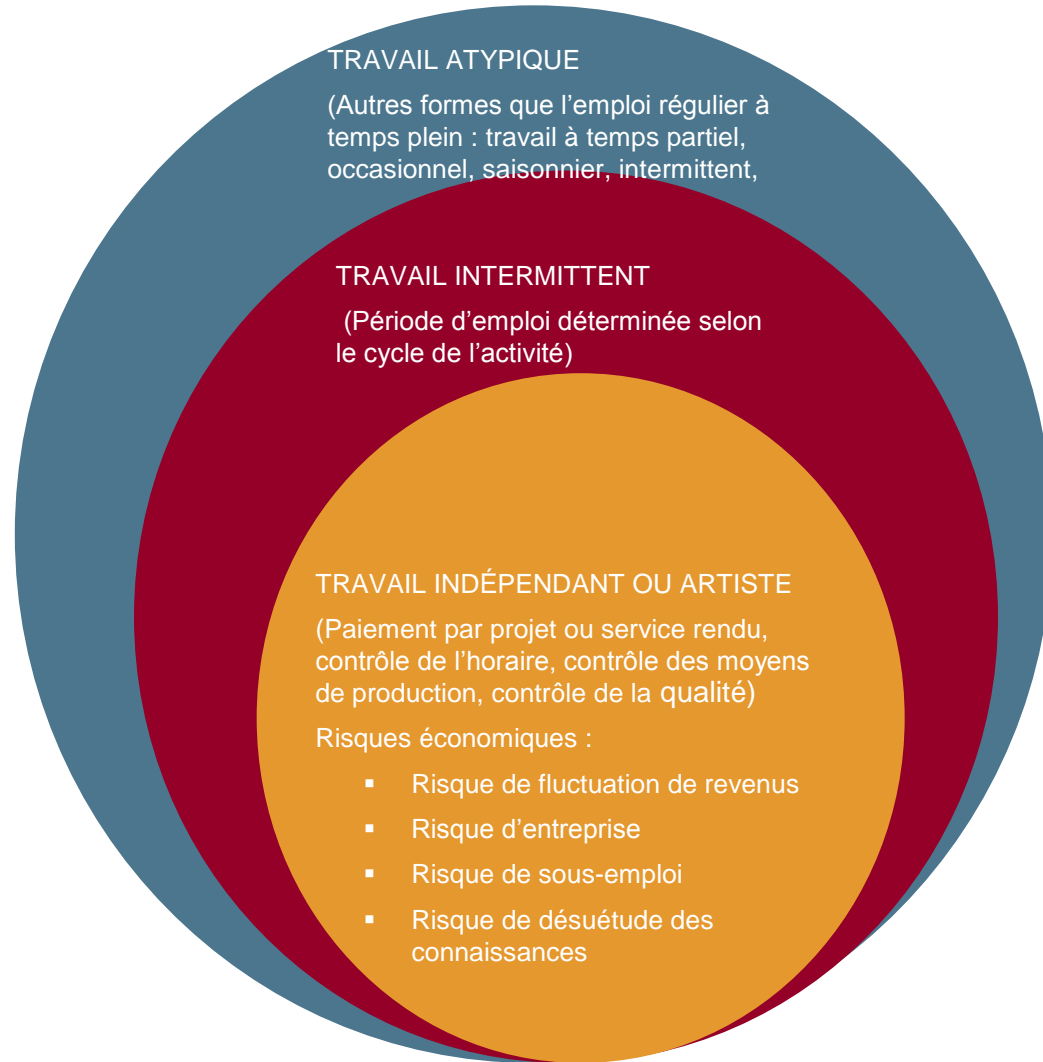 TRAVAIL ATYPIQUE
(Autres formes que l’emploi régulier à
temps plein : travail à temps partiel,
occasionnel, saisonnier, intermittent,
TRAVAIL INTERMITTENT
(Période d’emploi déterminée selon
le cycle de l’activité)
TRAVAIL INDÉPENDANT OU ARTISTE
(Paiement par projet ou service rendu,
contrôle de l’horaire, contrôle des moyens
de production, contrôle de la qualité)
Risques économiques :
▪ Risque de fluctuation de revenus
▪ Risque d’entreprise
▪ Risque de sous-emploi
▪ Risque de désuétude des
connaissances